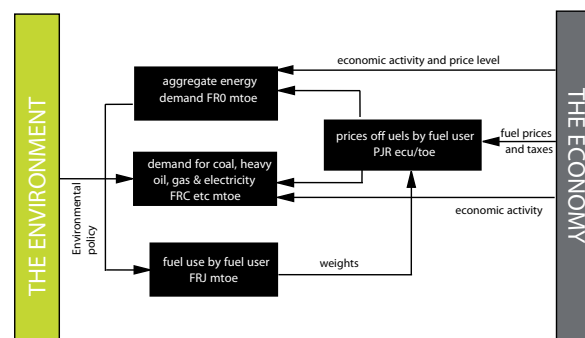 THE ENVIRONMENT
economic activity and price level
aggregate energy
demand FR0 mtoe
prices off uels by fuel user
PJR ecu/toe
fuel prices
and taxes
demand for coal, heavy
oil, gas & electricity
FRC etc mtoe
Environmental
policy
economic activity
fuel use by fuel user
FRJ mtoe
weights
THE ECONOMY